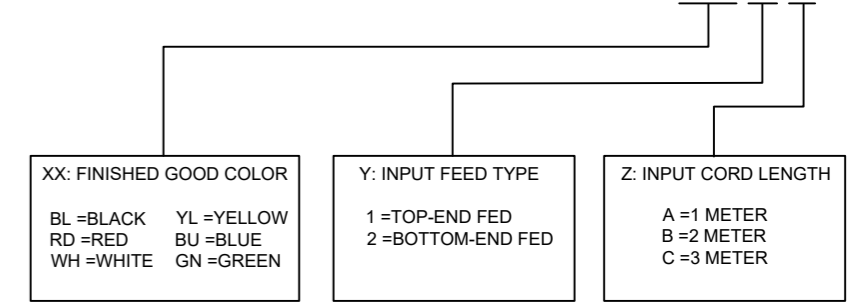 XX: FINISHED GOOD COLOR
BL =BLACK YL =YELLOW
RD =RED BU =BLUE
WH =WHITE GN =GREEN
Y: INPUT FEED TYPE
1 =TOP-END FED
2 =BOTTOM-END FED
Z: INPUT CORD LENGTH
A =1 METER
B =2 METER
C =3 METER